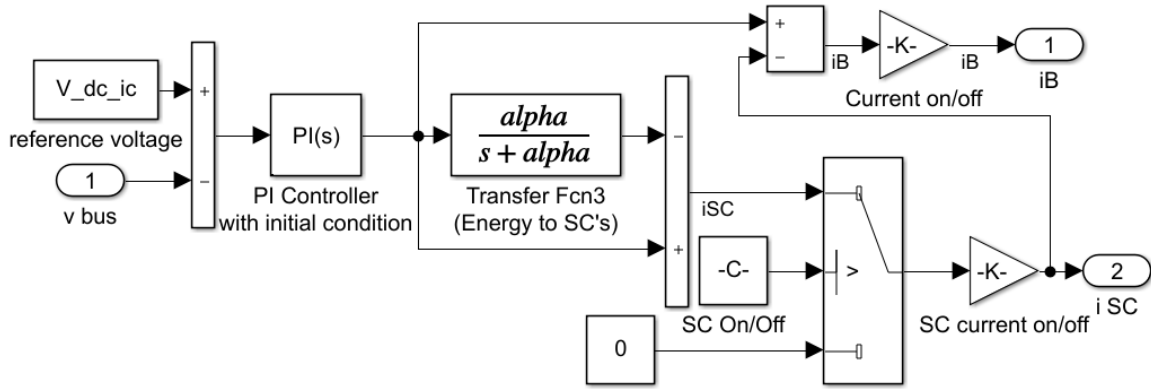 V_dc_ic
reference voltage
1
v bus
+
−
PI(s)
PI Controller
with initial condition
alpha
s + alpha
Transfer Fcn3
(Energy to SC's)
−
+
iSC
-C-
SC On/Off
0
>
-K-
SC current on/off
2
i SC
+
−
iB
-K-
Current on/off
iB
1
iB